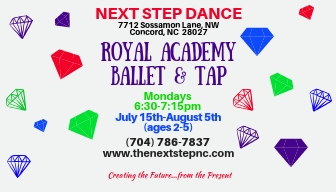 NEXT STEP DANCE
7712 Sossamon Lane, NW
Concord, NC 28027
ROYAL ACADEMY
BALLET & TAP
Mondays
6:30-7:15pm
July 15th-August 5th
(ages 2-5)
(704) 786-7837
www.thenextstepnc.com
Creating the Future...from the Present